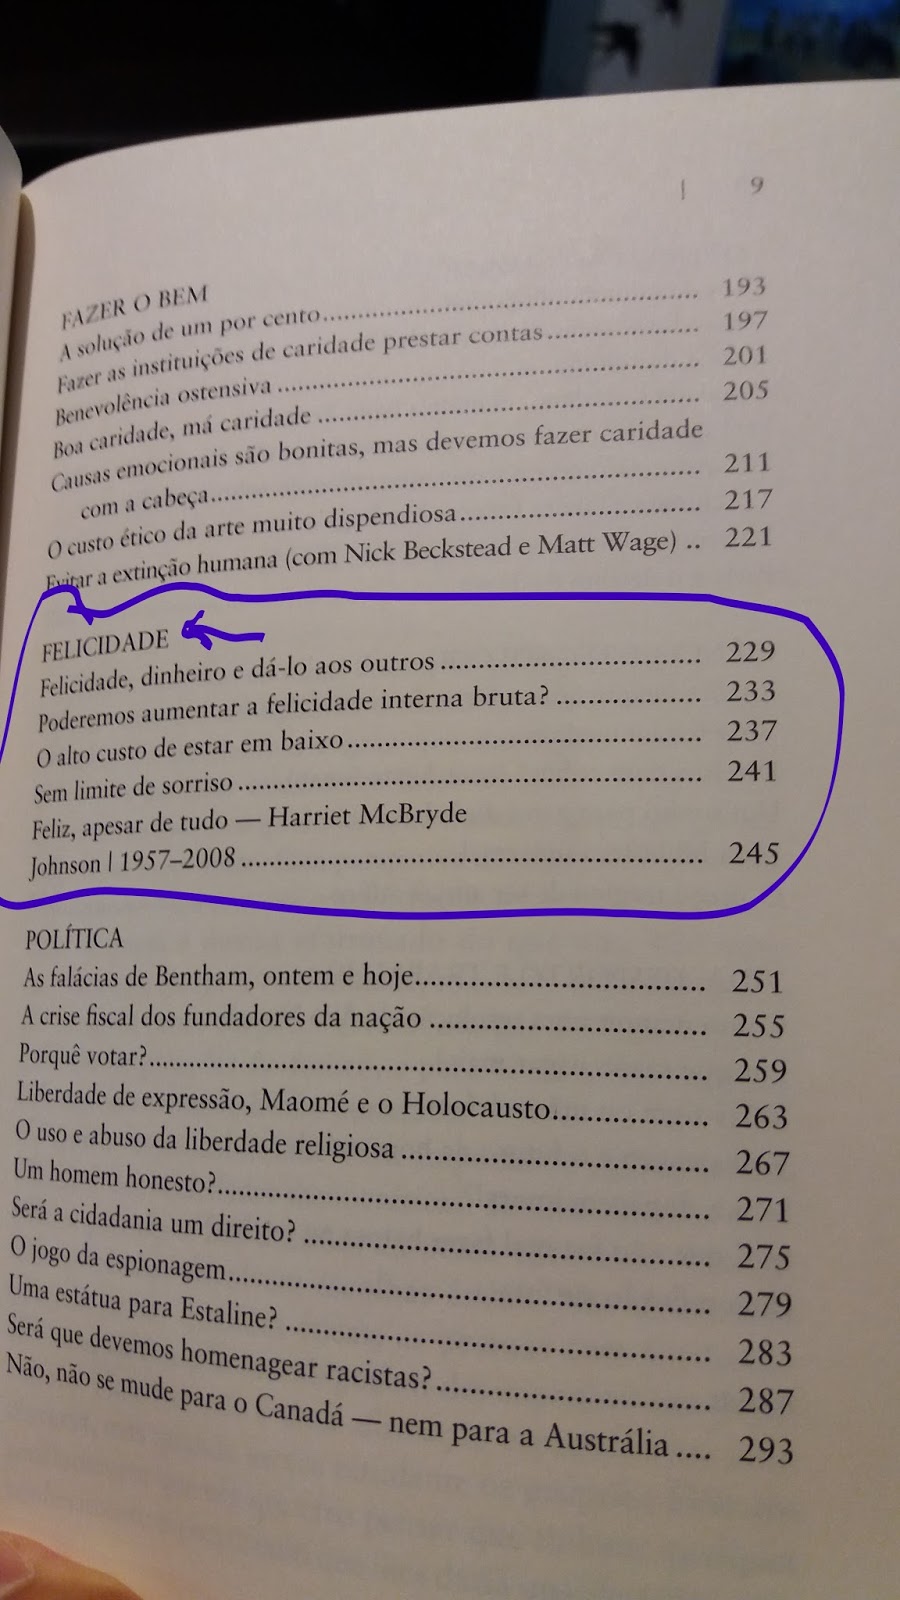 | 9
FAZER O BEM
A solução de um por cento.................................................. 193
Fazer as instituições de caridade prestar contas .................... 197
Benevolência ostensiva ....................................................... 201
Boa caridade, má caridade .................................................. 205
Causas emocionais são bonitas, mas devemos fazer caridade
com a cabeça................................................................ 211
O custo ético da arte muito dispendiosa................................ 217
Evitar a extinção humana (com Nick Beckstead e Matt Wage) .. 221
FELICIDADE
Felicidade, dinheiro e dá-lo aos outros ................................ 229
Poderemos aumentar a felicidade interna bruta? .................. 233
O alto custo de estar em baixo............................................ 237
Sem limite de sorriso ......................................................... 241
Feliz, apesar de tudo — Harriet McBryde
Johnson | 1957–2008 ......................................................... 245
POLÍTICA
As falácias de Bentham, ontem e hoje................................... 251
A crise fiscal dos fundadores da nação ................................. 255
Porquê votar?.................................................................... 259
Liberdade de expressão, Maomé e o Holocausto................... 263
O uso e abuso da liberdade religiosa .................................... 267
Um homem honesto?.......................................................... 271
Será a cidadania um direito? ............................................... 275
O jogo da espionagem......................................................... 279
Uma estátua para Estaline? ................................................. 283
Será que devemos homenagear racistas?............................... 287
Não, não se mude para o Canadá — nem para a Austrália .... 293